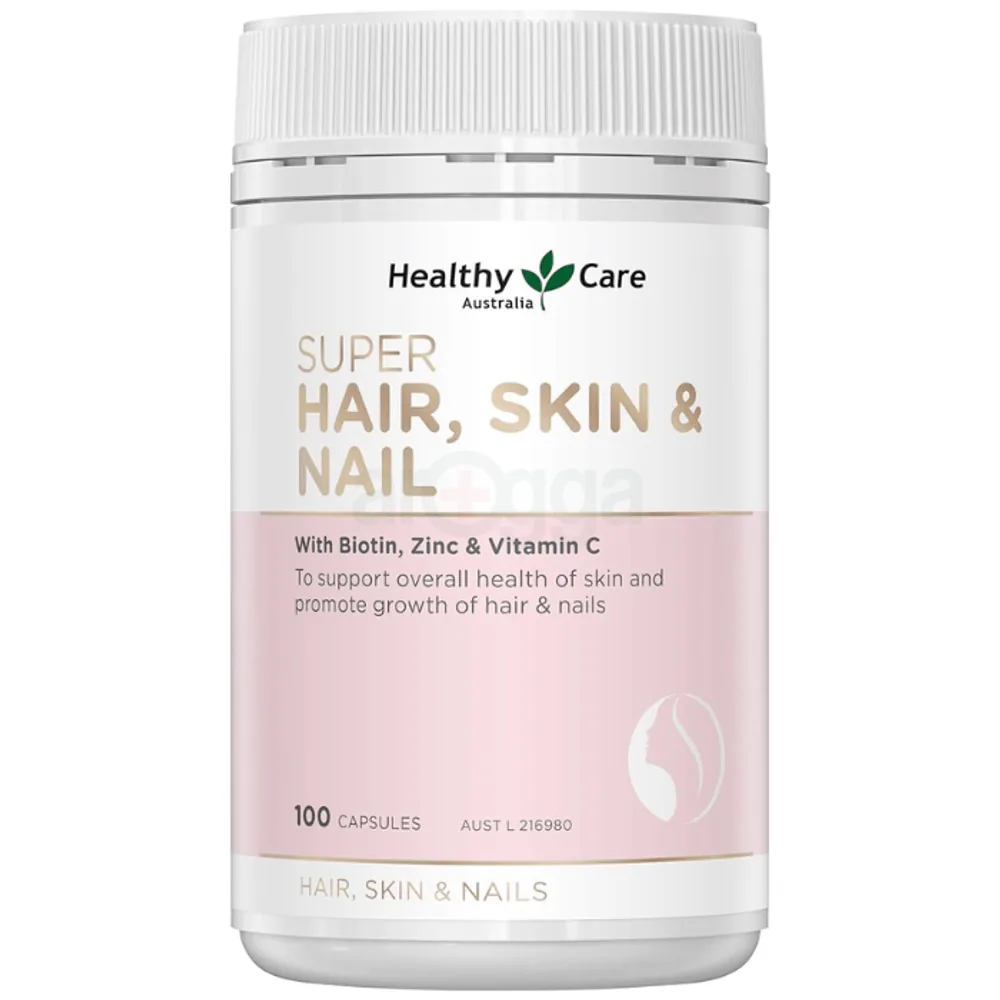 Healthy Care
Australia
SUPER
HAIR, SKIN &
NAIL
arogga
With Biotin, Zinc & Vitamin C
To support overall health of skin and
promote growth of hair & nails
100 CAPSULES AUST L 216980
HAIR, SKIN & NAILS